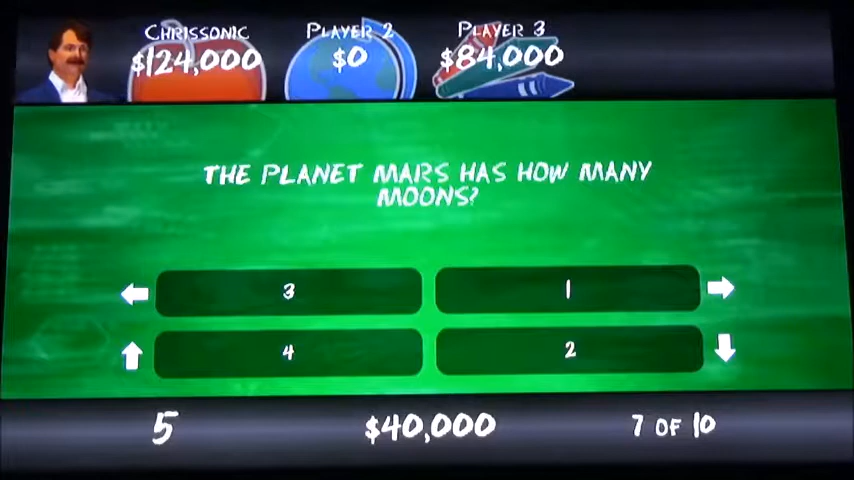 CHRISSONIC PLAYER 2 PLAYER 3
$124,000 $0 $84,000
THE PLANET MARS HAS HOW MANY
MOONS?
3 1
4 2
5 $40,000 7 OF 10